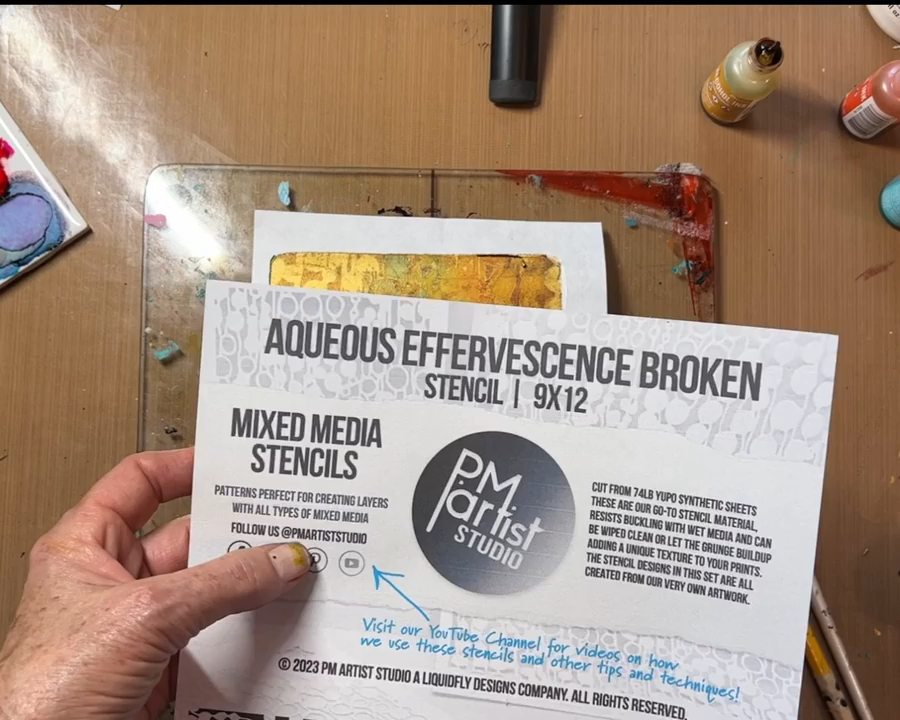 AQUEOUS EFFERVESCENCE BROKEN
STENCIL | 9X12
MIXED MEDIA
STENCILS
PATTERNS PERFECT FOR CREATING LAYERS
WITH ALL TYPES OF MIXED MEDIA
FOLLOW US @PMARTISTSTUDIO
PM
artist
STUDIO
CUT FROM 74LB YUPO SYNTHETIC SHEETS
THESE ARE OUR GO-TO STENCIL MATERIAL,
RESISTS BUCKLING WITH WET MEDIA AND CAN
BE WIPED CLEAN OR LET THE GRUNGE BUILDUP
ADDING A UNIQUE TEXTURE TO YOUR PRINTS.
THE STENCIL DESIGNS IN THIS SET ARE ALL
CREATED FROM OUR VERY OWN ARTWORK.
Visit our YouTube Channel for videos on how
we use these stencils and other tips and techniques!
© 2023 PM ARTIST STUDIO A LIQUIDFLY DESIGNS COMPANY. ALL RIGHTS RESERVED.